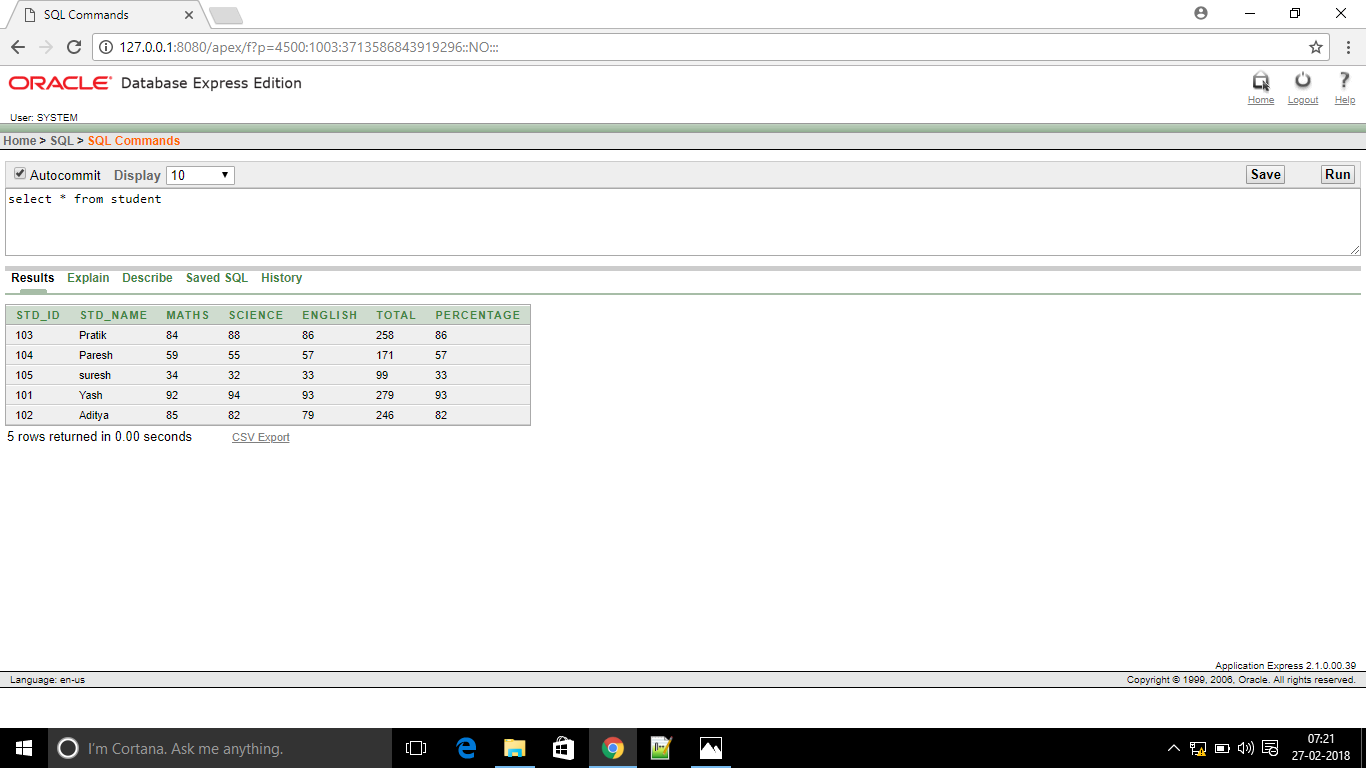 SQL Commands
127.0.0.1:8080/apex/f?p=4500:1003:3713586843919296::NO:::
ORACLE Database Express Edition
Home Logout Help
User: SYSTEM
Home > SQL > SQL Commands
Autocommit Display 10 Save Run
select * from student
Results Explain Describe Saved SQL History
STD_ID STD_NAME MATHS SCIENCE ENGLISH TOTAL PERCENTAGE
103 Pratik 84 88 86 258 86
104 Paresh 59 55 57 171 57
105 suresh 34 32 33 99 33
101 Yash 92 94 93 279 93
102 Aditya 85 82 79 246 82
5 rows returned in 0.00 seconds CSV Export
Application Express 2.1.0.00.39
Language: en-us Copyright © 1999, 2006, Oracle. All rights reserved.
I'm Cortana. Ask me anything.
07:21
27-02-2018